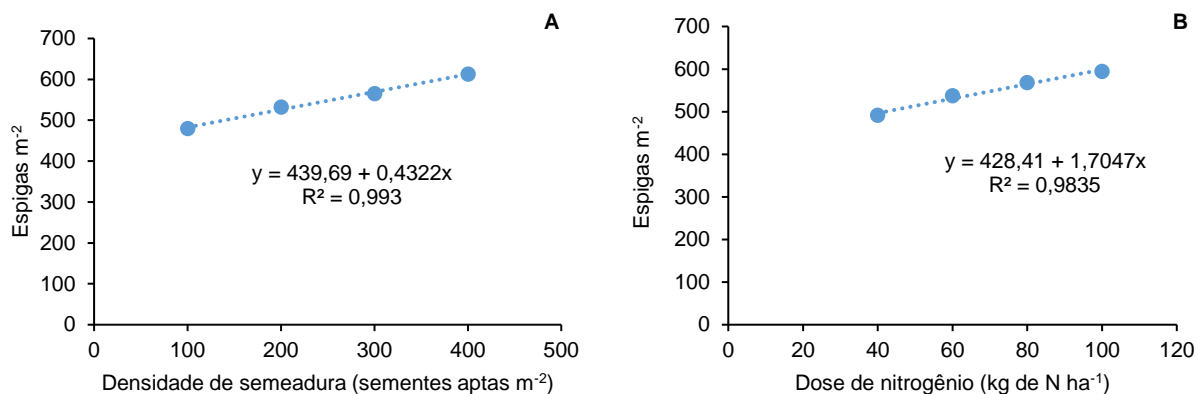 A
Espigas m⁻²
700
600
500
400
300
200
100
0
y = 439,69 + 0,4322x
R² = 0,993
0 100 200 300 400 500
Densidade de semeadura (sementes aptas m⁻²)
B
Espigas m⁻²
700
600
500
400
300
200
100
0
y = 428,41 + 1,7047x
R² = 0,9835
0 20 40 60 80 100 120
Dose de nitrogênio (kg de N ha⁻¹)